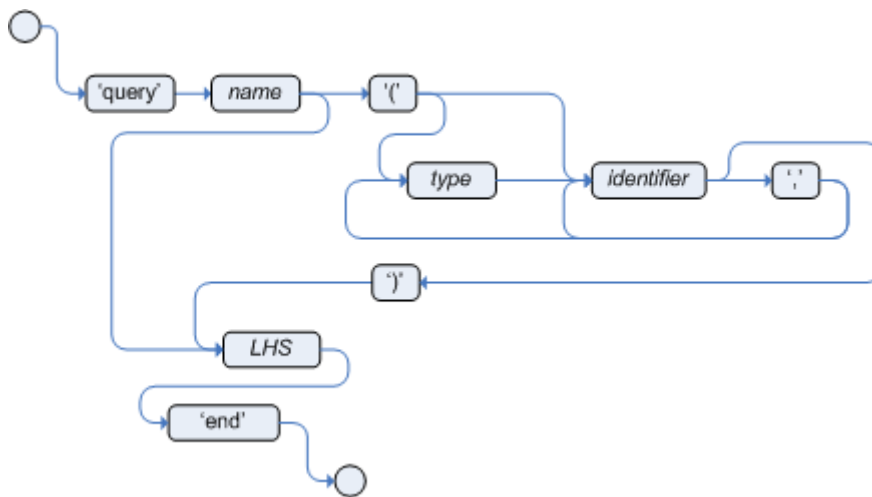 ‘query’ name ‘(’
type identifier ‘,’
‘)’
LHS
‘end’